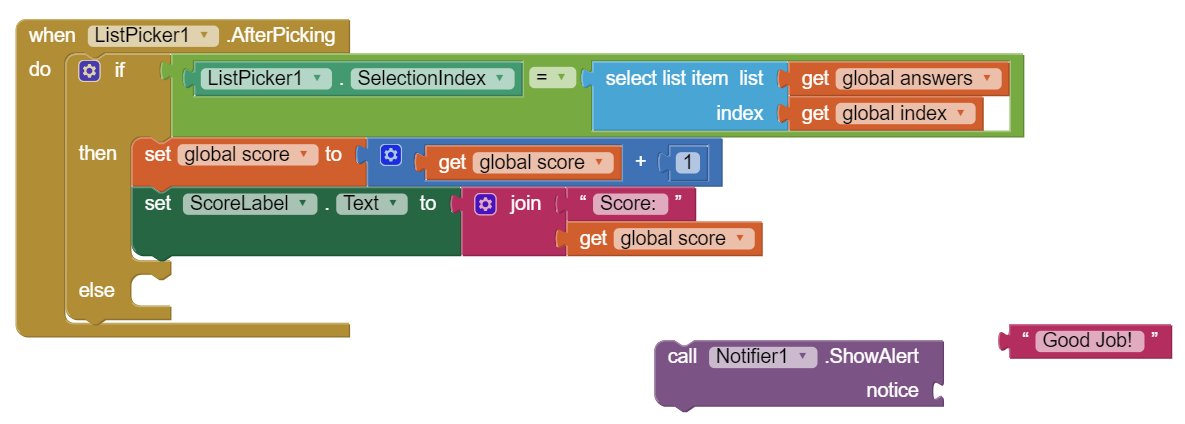 when ListPicker1 .AfterPicking
do if ListPicker1 . SelectionIndex = select list item list get global answers
index get global index
then set global score to get global score + 1
set ScoreLabel . Text to join “ Score: ”
get global score
else
“ Good Job! ”
call Notifier1 .ShowAlert
notice